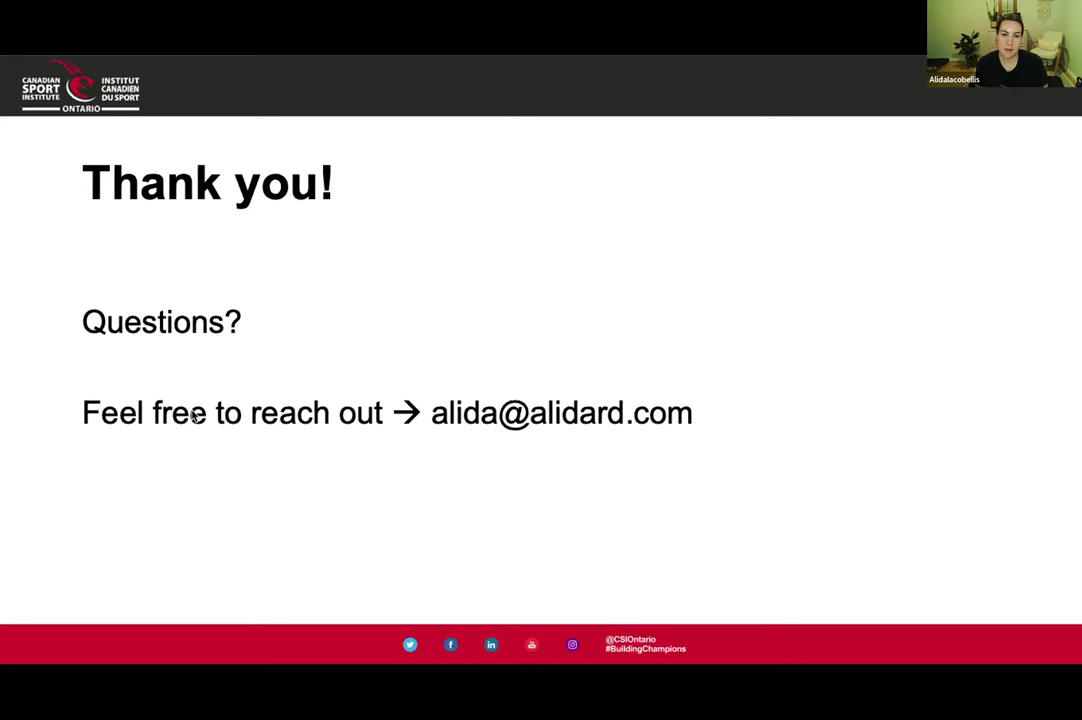 CANADIAN
SPORT
INSTITUTE
INSTITUT
CANADIEN
DU SPORT
ONTARIO
AlidaIacobellis
Thank you!
Questions?
Feel free to reach out → alida@alidard.com
@CSIOntario
#BuildingChampions